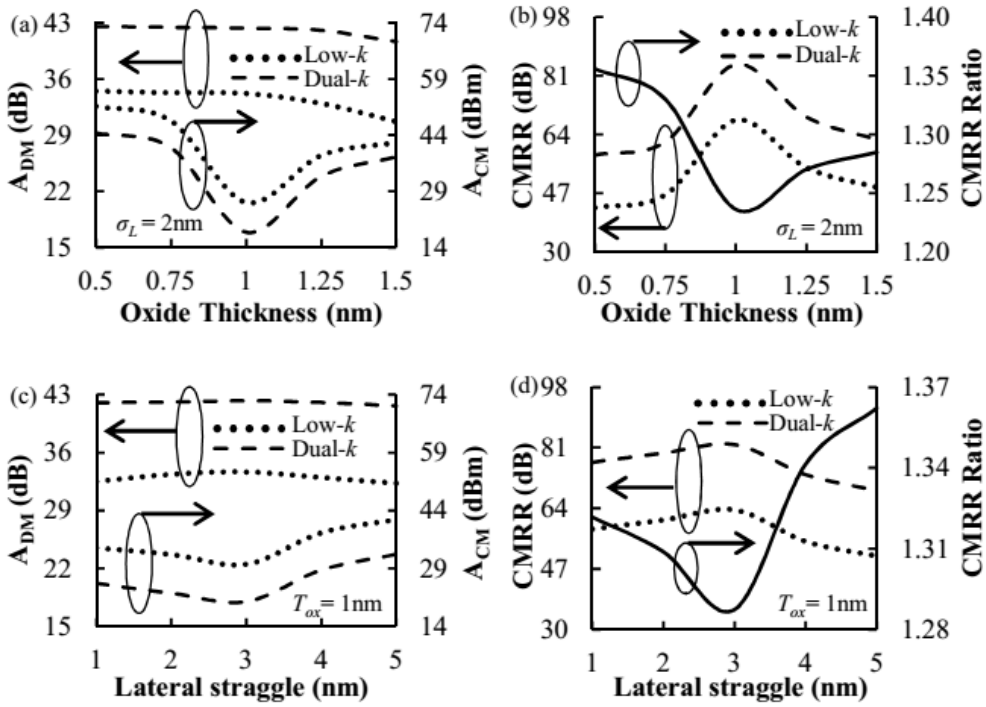 (a)
43
36
29
22
15
A_DM (dB)
Low-k
Dual-k
σ_L = 2nm
74
59
44
29
14
A_CM (dBm)
0.5 0.75 1 1.25 1.5
Oxide Thickness (nm)
(b)
98
81
64
47
30
CMRR (dB)
Low-k
Dual-k
σ_L = 2nm
1.40
1.35
1.30
1.25
1.20
CMRR Ratio
0.5 0.75 1 1.25 1.5
Oxide Thickness (nm)
(c)
43
36
29
22
15
A_DM (dB)
Low-k
Dual-k
T_ox = 1nm
74
59
44
29
14
A_CM (dBm)
1 2 3 4 5
Lateral straggle (nm)
(d)
98
81
64
47
30
CMRR (dB)
Low-k
Dual-k
T_ox = 1nm
1.37
1.34
1.31
1.28
CMRR Ratio
1 2 3 4 5
Lateral straggle (nm)